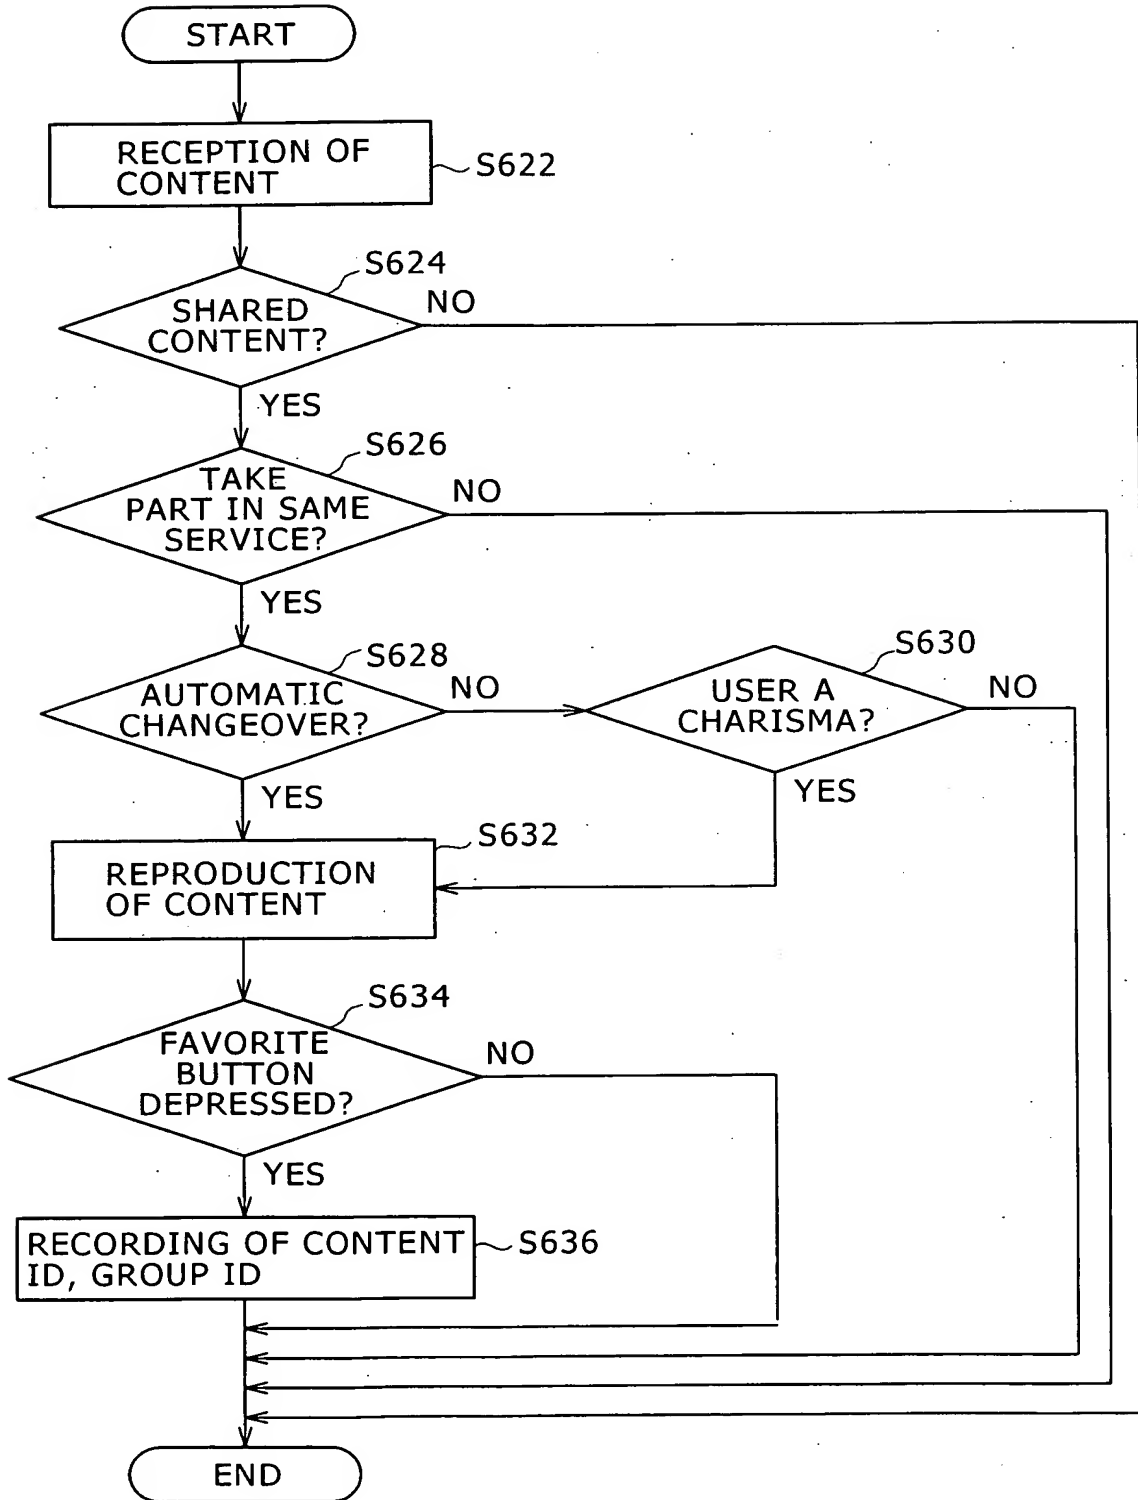 START
RECEPTION OF
CONTENT
S622
S624
SHARED
CONTENT?
NO
YES
S626
TAKE
PART IN SAME
SERVICE?
NO
YES
S628
AUTOMATIC
CHANGEOVER?
NO
S630
USER A
CHARISMA?
NO
YES
YES
S632
REPRODUCTION
OF CONTENT
S634
FAVORITE
BUTTON
DEPRESSED?
NO
YES
RECORDING OF CONTENT
ID, GROUP ID
S636
END